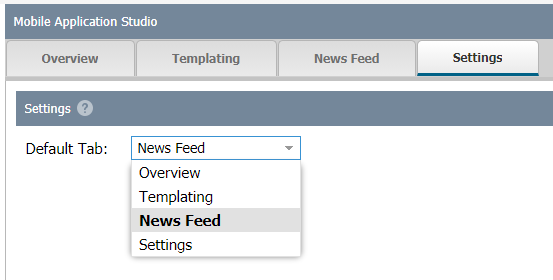 Mobile Application Studio
Overview Templating News Feed Settings
Settings ?
Default Tab: News Feed
Overview
Templating
News Feed
Settings